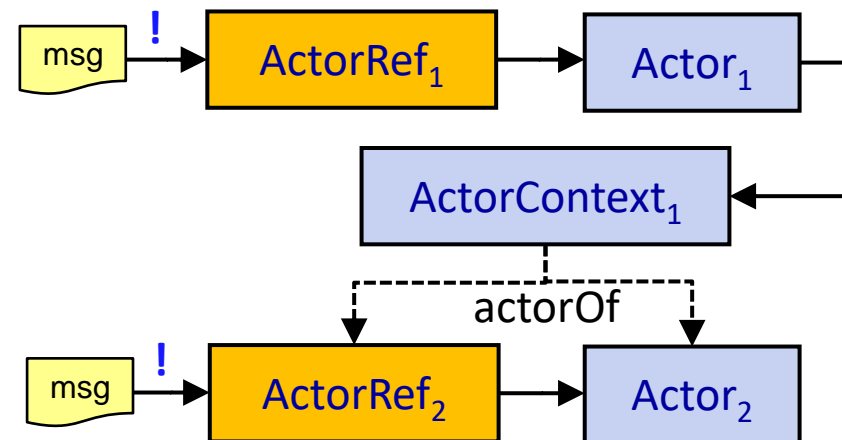 !
msg ActorRef₁ Actor₁
ActorContext₁
actorOf
!
msg ActorRef₂ Actor₂